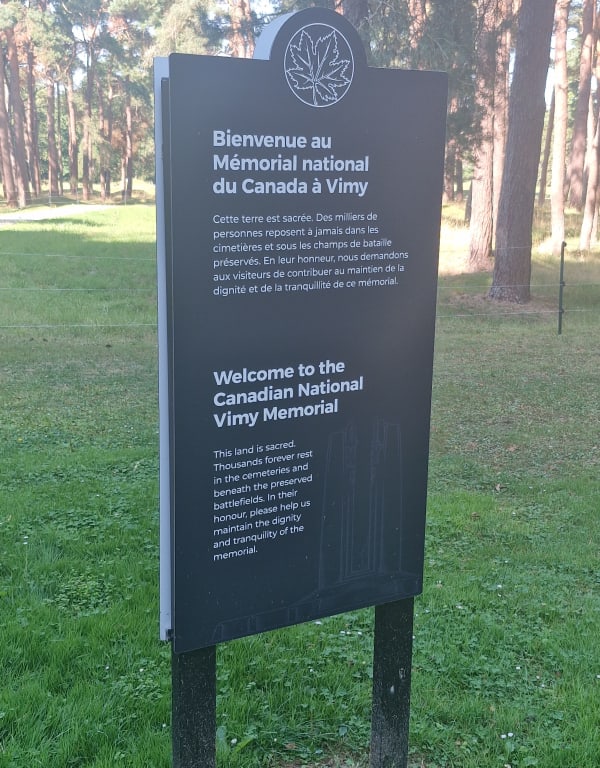 Bienvenue au
Mémorial national
du Canada à Vimy
Cette terre est sacrée. Des milliers de
personnes reposent à jamais dans les
cimetières et sous les champs de bataille
préservés. En leur honneur, nous demandons
aux visiteurs de contribuer au maintien de la
dignité et de la tranquillité de ce mémorial.
Welcome to the
Canadian National
Vimy Memorial
This land is sacred.
Thousands forever rest
in the cemeteries and
beneath the preserved
battlefields. In their
honour, please help us
maintain the dignity
and tranquility of the
memorial.